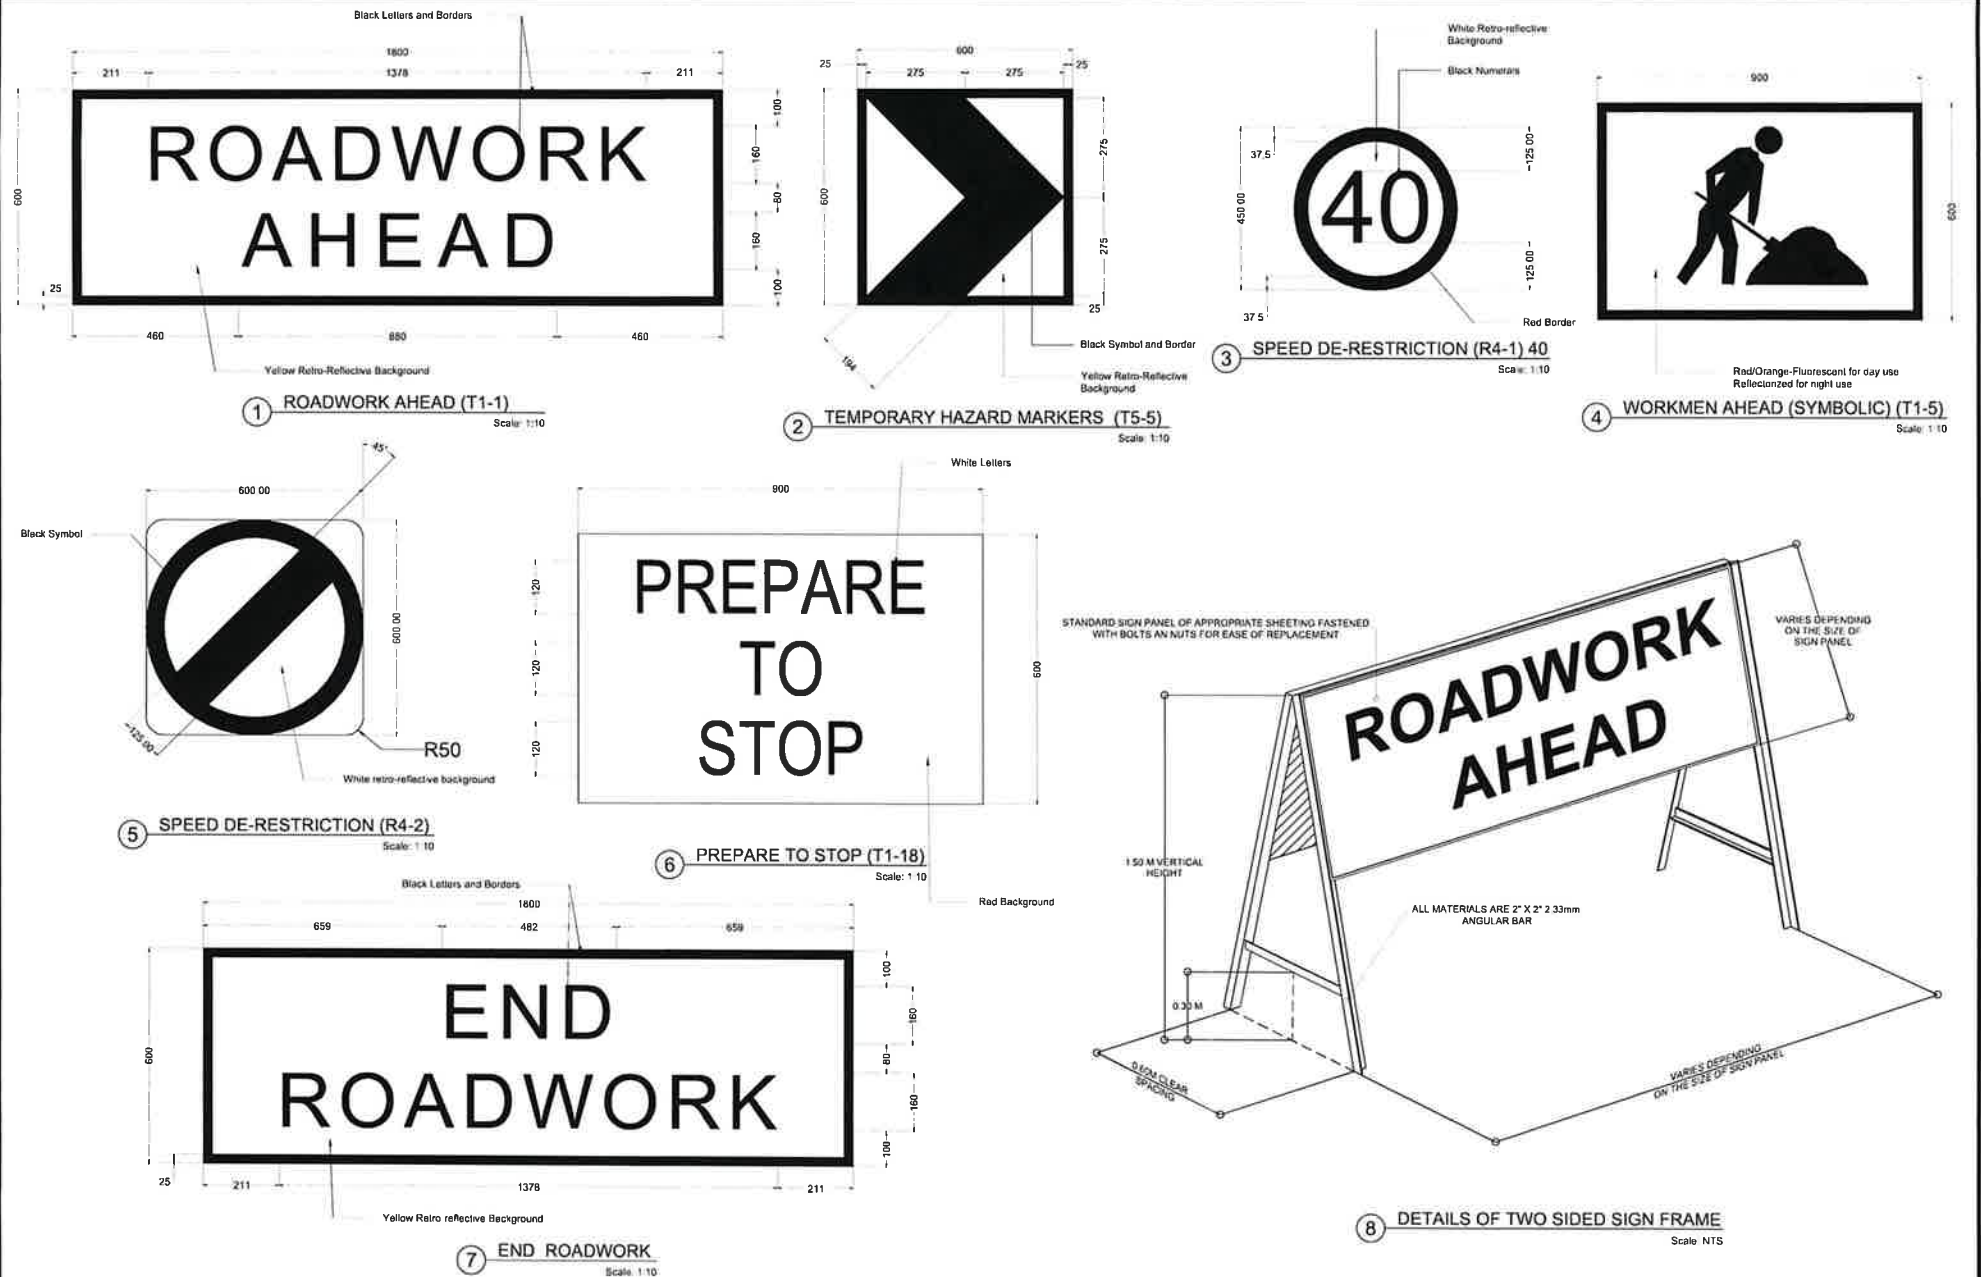 Black Letters and Borders
1800
211
1378
211
600
ROADWORK
AHEAD
100
160
80
160
100
25
460
880
460
Yellow Retro-Reflective Background
1
ROADWORK AHEAD (T1-1)
Scale: 1:10
600
25
275
275
25
600
275
275
25
194
Black Symbol and Border
Yellow Retro-Reflective
Background
2
TEMPORARY HAZARD MARKERS (T5-5)
Scale: 1:10
White Retro-reflective
Background
Black Numerals
37.5
450 00
40
125 00
125 00
37 5
Red Border
3
SPEED DE-RESTRICTION (R4-1) 40
Scale: 1:10
900
600
Red/Orange-Fluorescent for day use
Reflectorized for night use
4
WORKMEN AHEAD (SYMBOLIC) (T1-5)
Scale: 1:10
45°
600 00
Black Symbol
600 00
125 00
R50
White retro-reflective background
5
SPEED DE-RESTRICTION (R4-2)
Scale: 1:10
White Letters
900
120
120
120
PREPARE
TO
STOP
600
6
PREPARE TO STOP (T1-18)
Scale: 1:10
Red Background
Black Letters and Borders
1800
659
482
659
600
END
ROADWORK
100
160
80
160
100
25
211
1378
211
Yellow Retro reflective Background
7
END ROADWORK
Scale: 1:10
STANDARD SIGN PANEL OF APPROPRIATE SHEETING FASTENED
WITH BOLTS AN NUTS FOR EASE OF REPLACEMENT
VARIES DEPENDING
ON THE SIZE OF
SIGN PANEL
ROADWORK
AHEAD
1.50 M VERTICAL
HEIGHT
ALL MATERIALS ARE 2" X 2" 2.33mm
ANGULAR BAR
0.30 M
0.60M CLEAR
SPACING
VARIES DEPENDING
ON THE SIZE OF SIGN PANEL
8
DETAILS OF TWO SIDED SIGN FRAME
Scale NTS